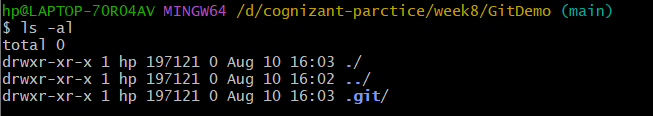 hp@LAPTOP-70R04AV MINGW64 /d/cognizant-parctice/week8/GitDemo (main)
$ ls -al
total 0
drwxr-xr-x 1 hp 197121 0 Aug 10 16:03 ./
drwxr-xr-x 1 hp 197121 0 Aug 10 16:02 ../
drwxr-xr-x 1 hp 197121 0 Aug 10 16:03 .git/